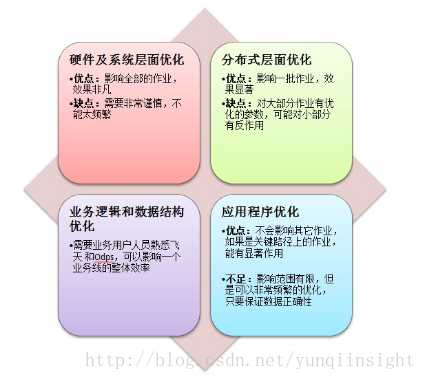 硬件及系统层面优化
•优点：影响全部的作业，
效果非凡
•缺点：需要非常谨慎，不
能太频繁
分布式层面优化
•优点：影响一批作业，效
果显著
•缺点：对大部分作业有优
化的参数，可能对小部分
有反作用
业务逻辑和数据结构
优化
•需要业务用户人员熟悉飞
天 和Odps，可以影响一个
业务线的整体效率
应用程序优化
•优点：不会影响其它作业，
如果是关键路径上的作业，
能有显著作用
•不足：影响范围有限，但
是可以非常频繁的优化，
只要保证数据正确性
http://blog.csdn.net/yunqiinsight